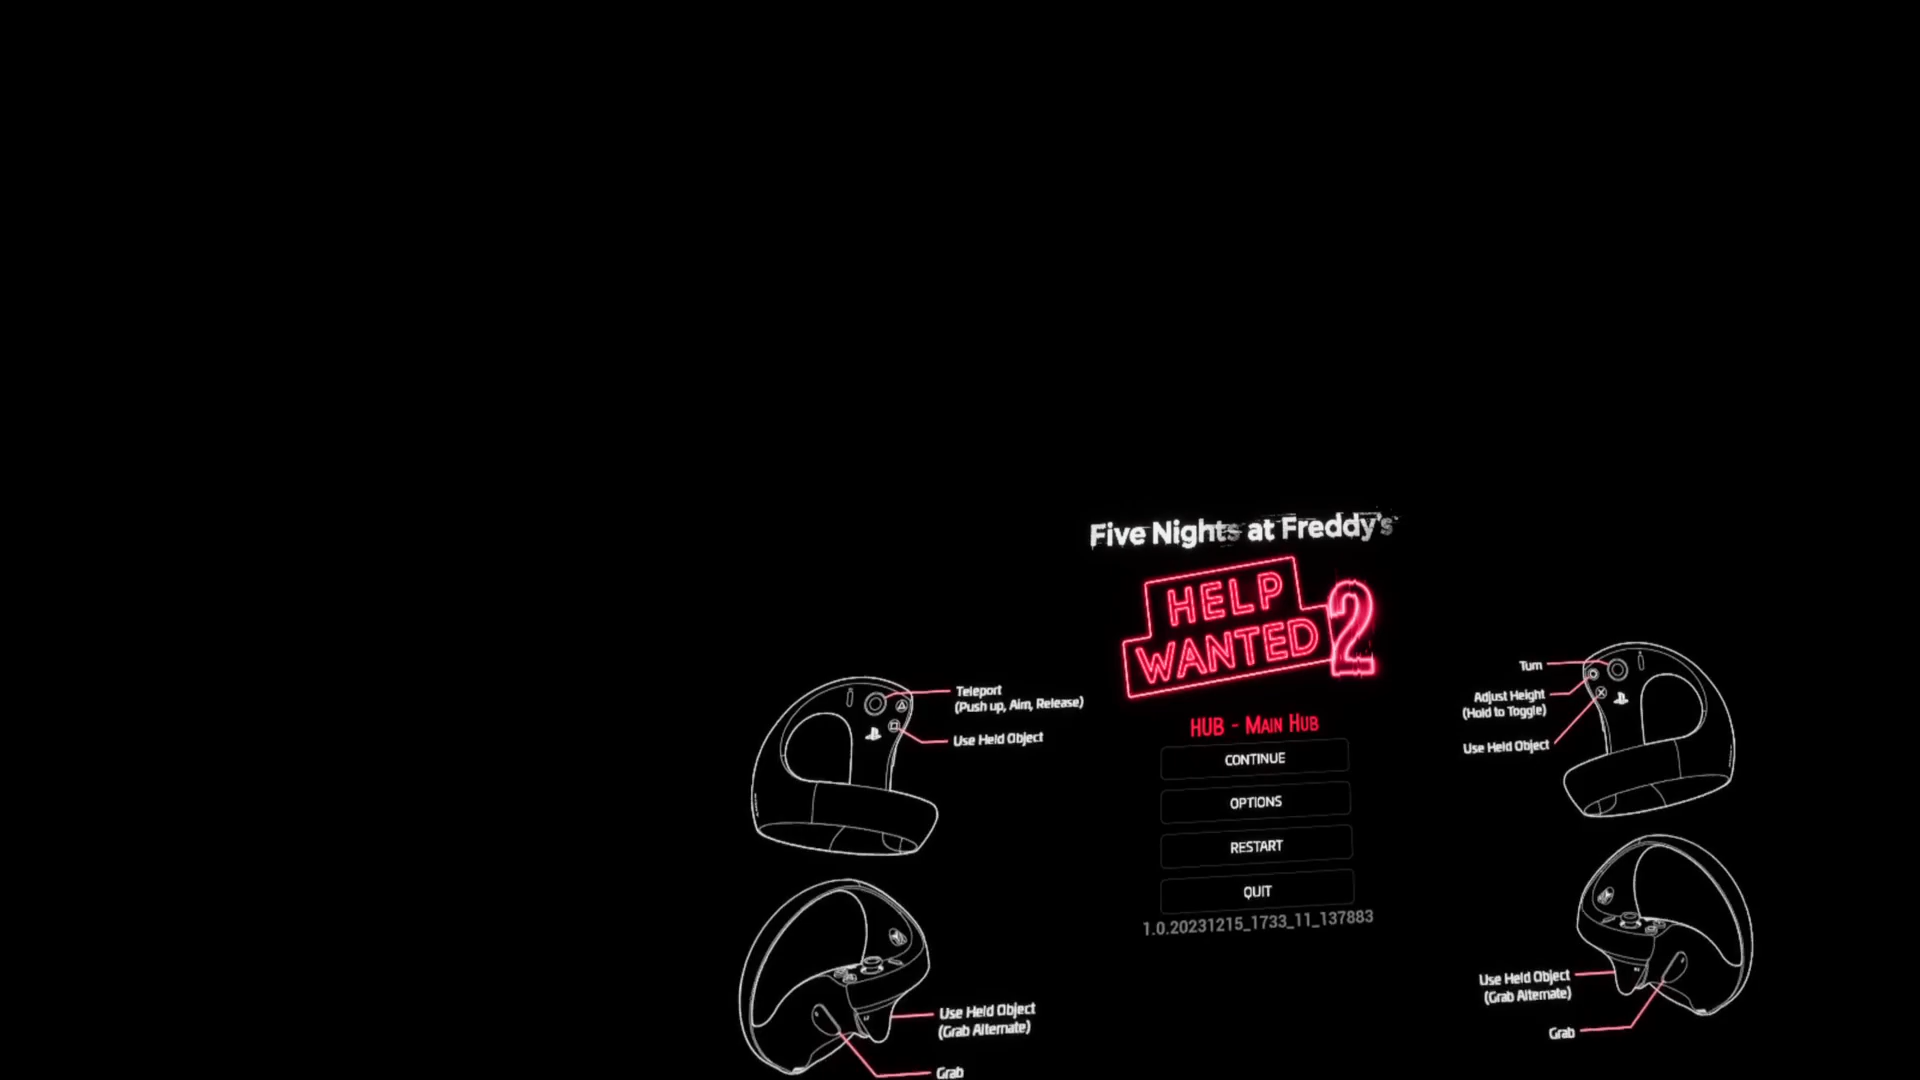 Five Nights at Freddy's
HELP
WANTED 2
Teleport
(Push up, Aim, Release)
Use Held Object
Turn
Adjust Height
(Hold to Toggle)
Use Held Object
HUB - MAIN HUB
CONTINUE
OPTIONS
RESTART
QUIT
1.0.20231215_1733_11_137883
Use Held Object
(Grab Alternate)
Grab
Use Held Object
(Grab Alternate)
Grab